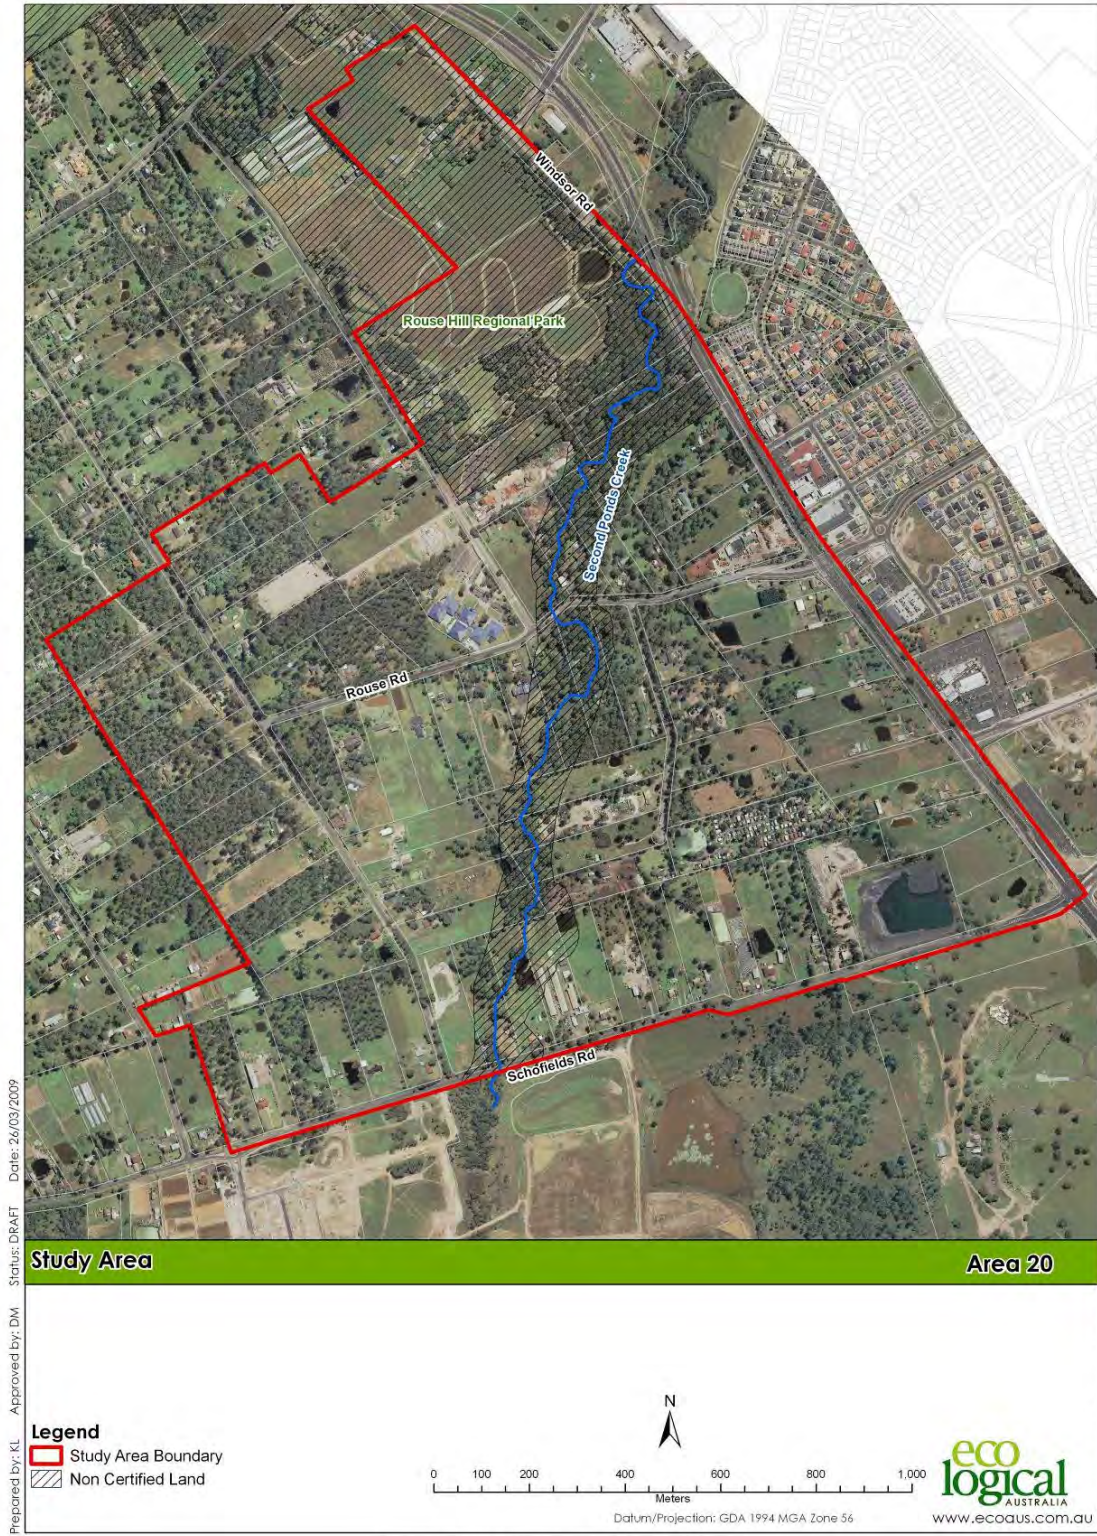 Windsor Rd
Rouse Hill Regional Park
Second Ponds Creek
Rouse Rd
Schofields Rd
Prepared by: KL Approved by: DM Status: DRAFT Date: 26/03/2009
Study Area
Area 20
Legend
Study Area Boundary
Non Certified Land
N
0 100 200 400 600 800 1,000
Meters
Datum/Projection: GDA 1994 MGA Zone 56
eco
logical
AUSTRALIA
www.ecoaus.com.au